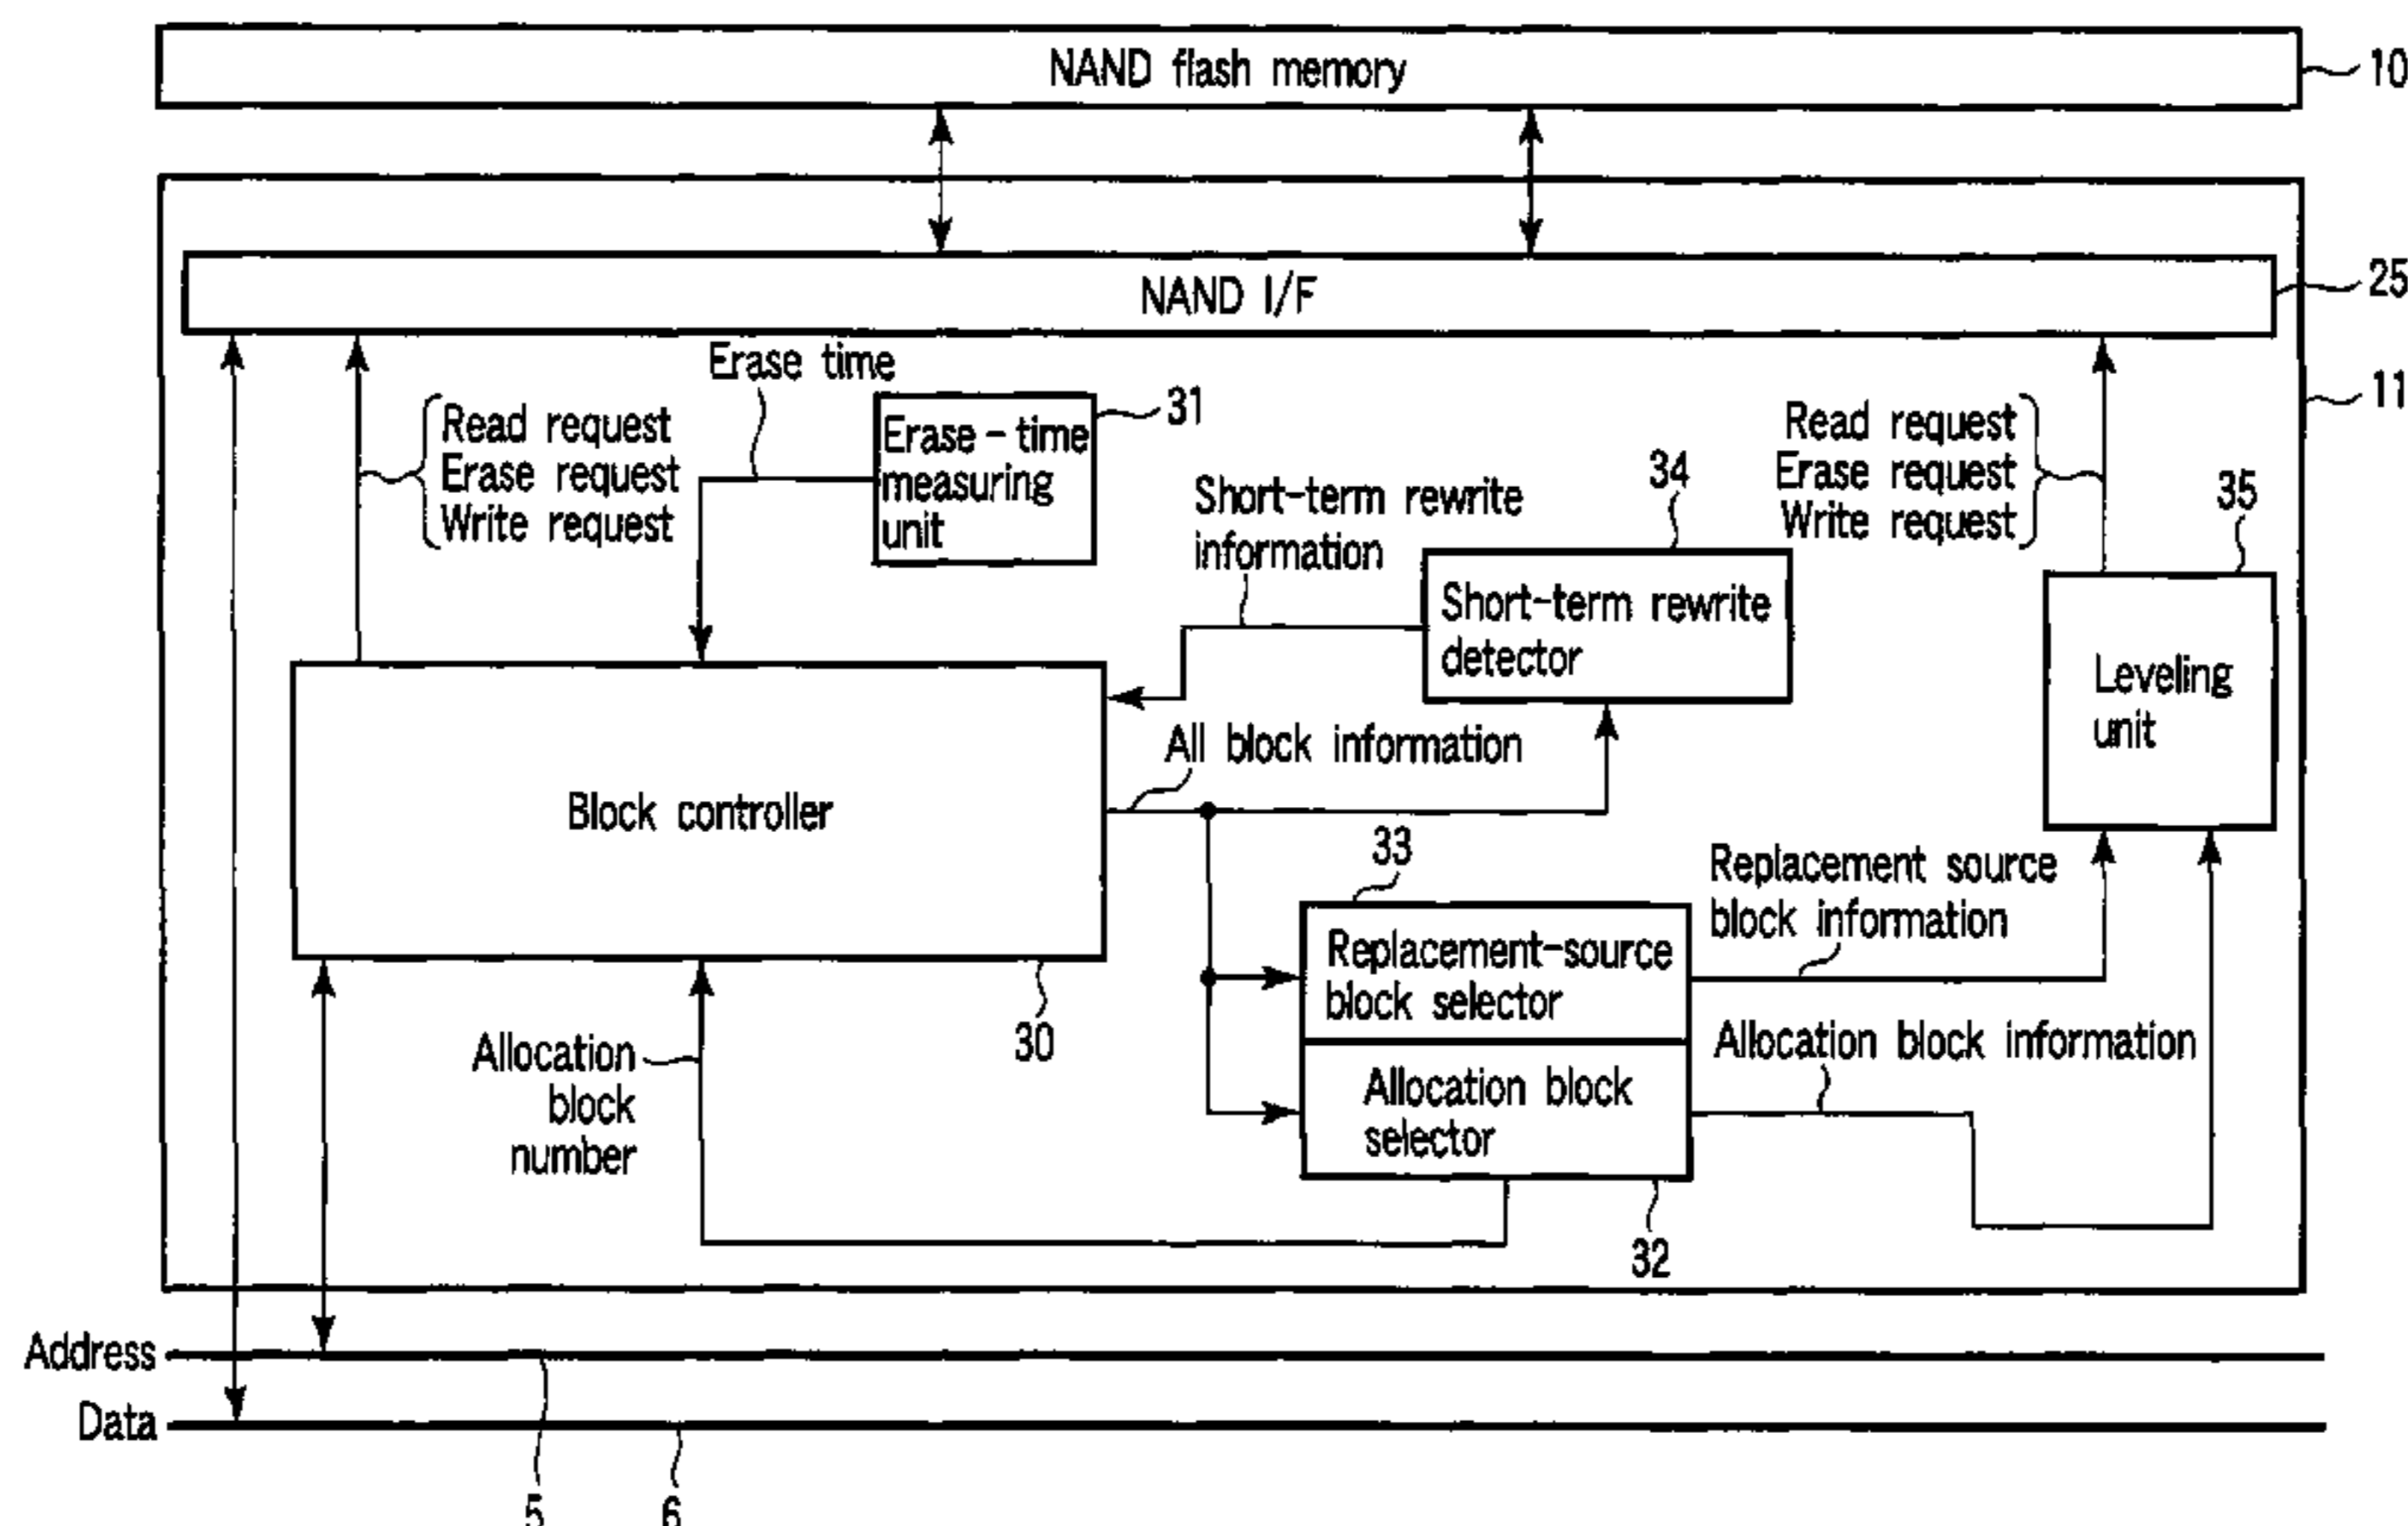 NAND flash memory
10
NAND I/F
25
Erase time
11
31
Read request
Erase request
Write request
Erase-time
measuring
unit
Short-term rewrite
information
34
Read request
Erase request
Write request
35
Short-term rewrite
detector
Leveling
unit
All block information
Block controller
33
Replacement source
block information
Replacement-source
block selector
30
Allocation
block
number
Allocation block information
Allocation block
selector
32
Address
Data
5
6